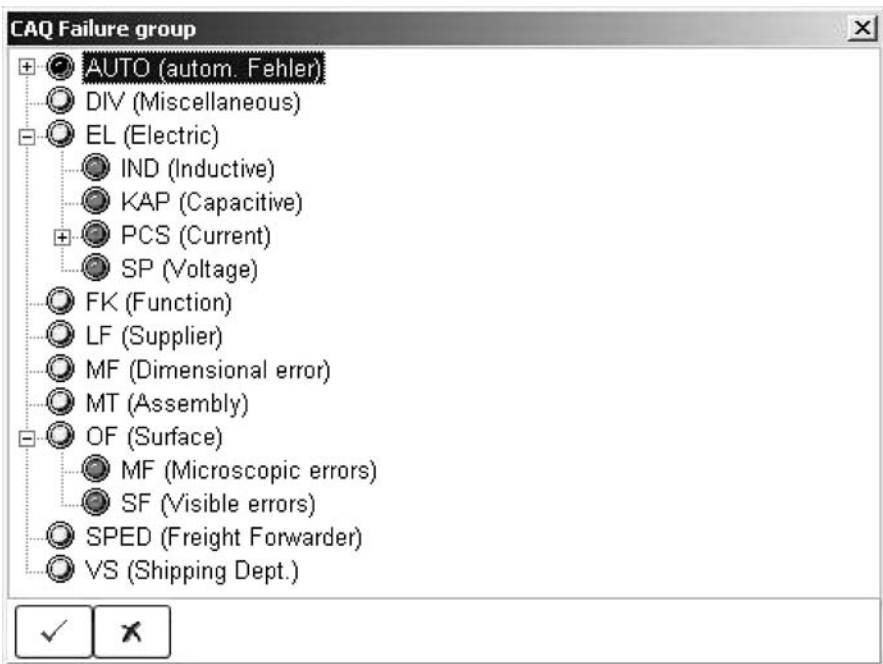 CAQ Failure group
AUTO (autom. Fehler)
DIV (Miscellaneous)
EL (Electric)
IND (Inductive)
KAP (Capacitive)
PCS (Current)
SP (Voltage)
FK (Function)
LF (Supplier)
MF (Dimensional error)
MT (Assembly)
OF (Surface)
MF (Microscopic errors)
SF (Visible errors)
SPED (Freight Forwarder)
VS (Shipping Dept.)